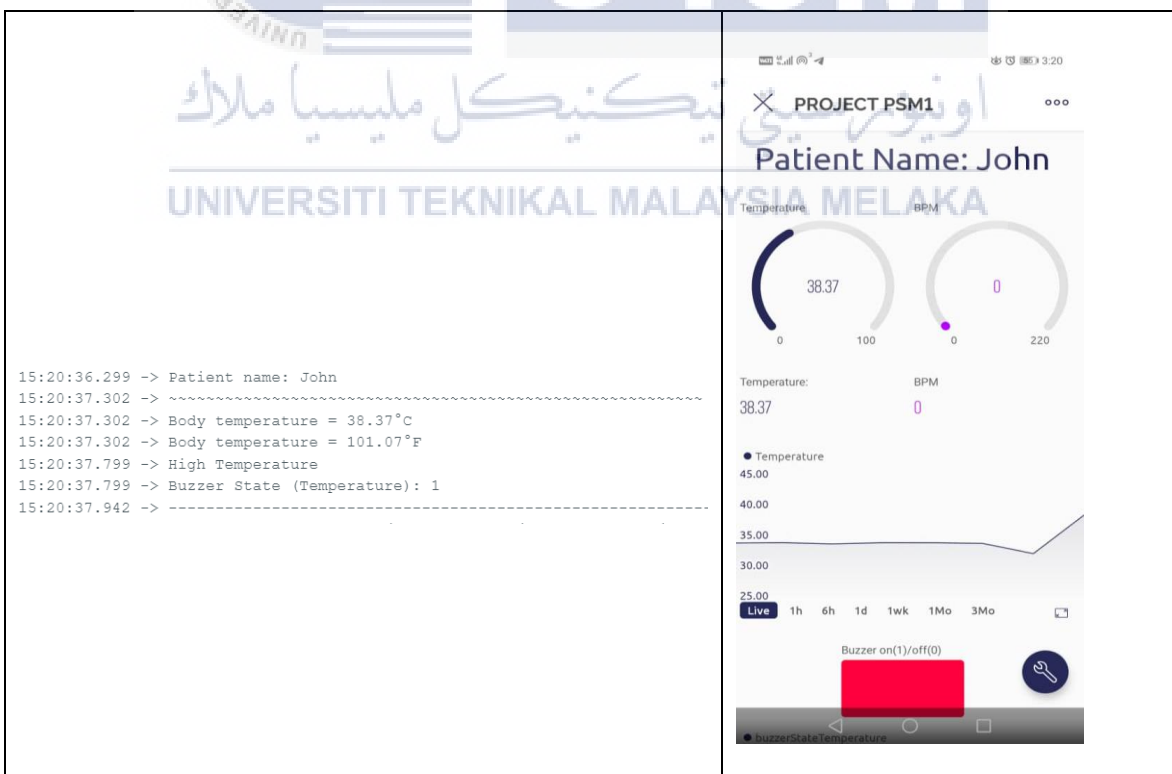 UNIVE
اونيۏرسيتي تيكنيكل مليسيا ملاك
UNIVERSITI TEKNIKAL MALAYSIA MELAKA
15:20:36.299 -> Patient name: John
15:20:37.302 -> ~~~~~~~~~~~~~~~~~~~~~~~~~~~~~~~~~~~~~~~~~~~~~~~~~~~~~~~~~
15:20:37.302 -> Body temperature = 38.37°C
15:20:37.302 -> Body temperature = 101.07°F
15:20:37.799 -> High Temperature
15:20:37.799 -> Buzzer State (Temperature): 1
15:20:37.942 -> ----------------------------------------------------------
3:20
PROJECT PSM1
Patient Name: John
Temperature BPM
38.37 0
0 100 0 220
Temperature: BPM
38.37 0
Temperature
45.00
40.00
35.00
30.00
25.00
Live 1h 6h 1d 1wk 1Mo 3Mo
Buzzer on(1)/off(0)
buzzerStateTemperature